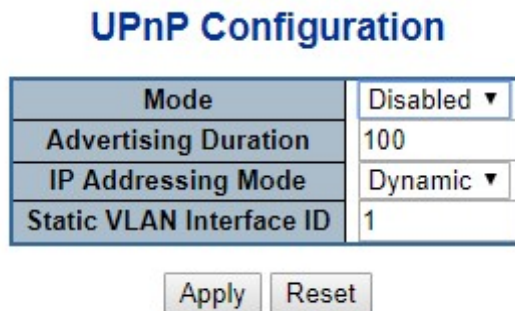 UPnP Configuration
Mode Disabled ▼
Advertising Duration 100
IP Addressing Mode Dynamic ▼
Static VLAN Interface ID 1
Apply Reset